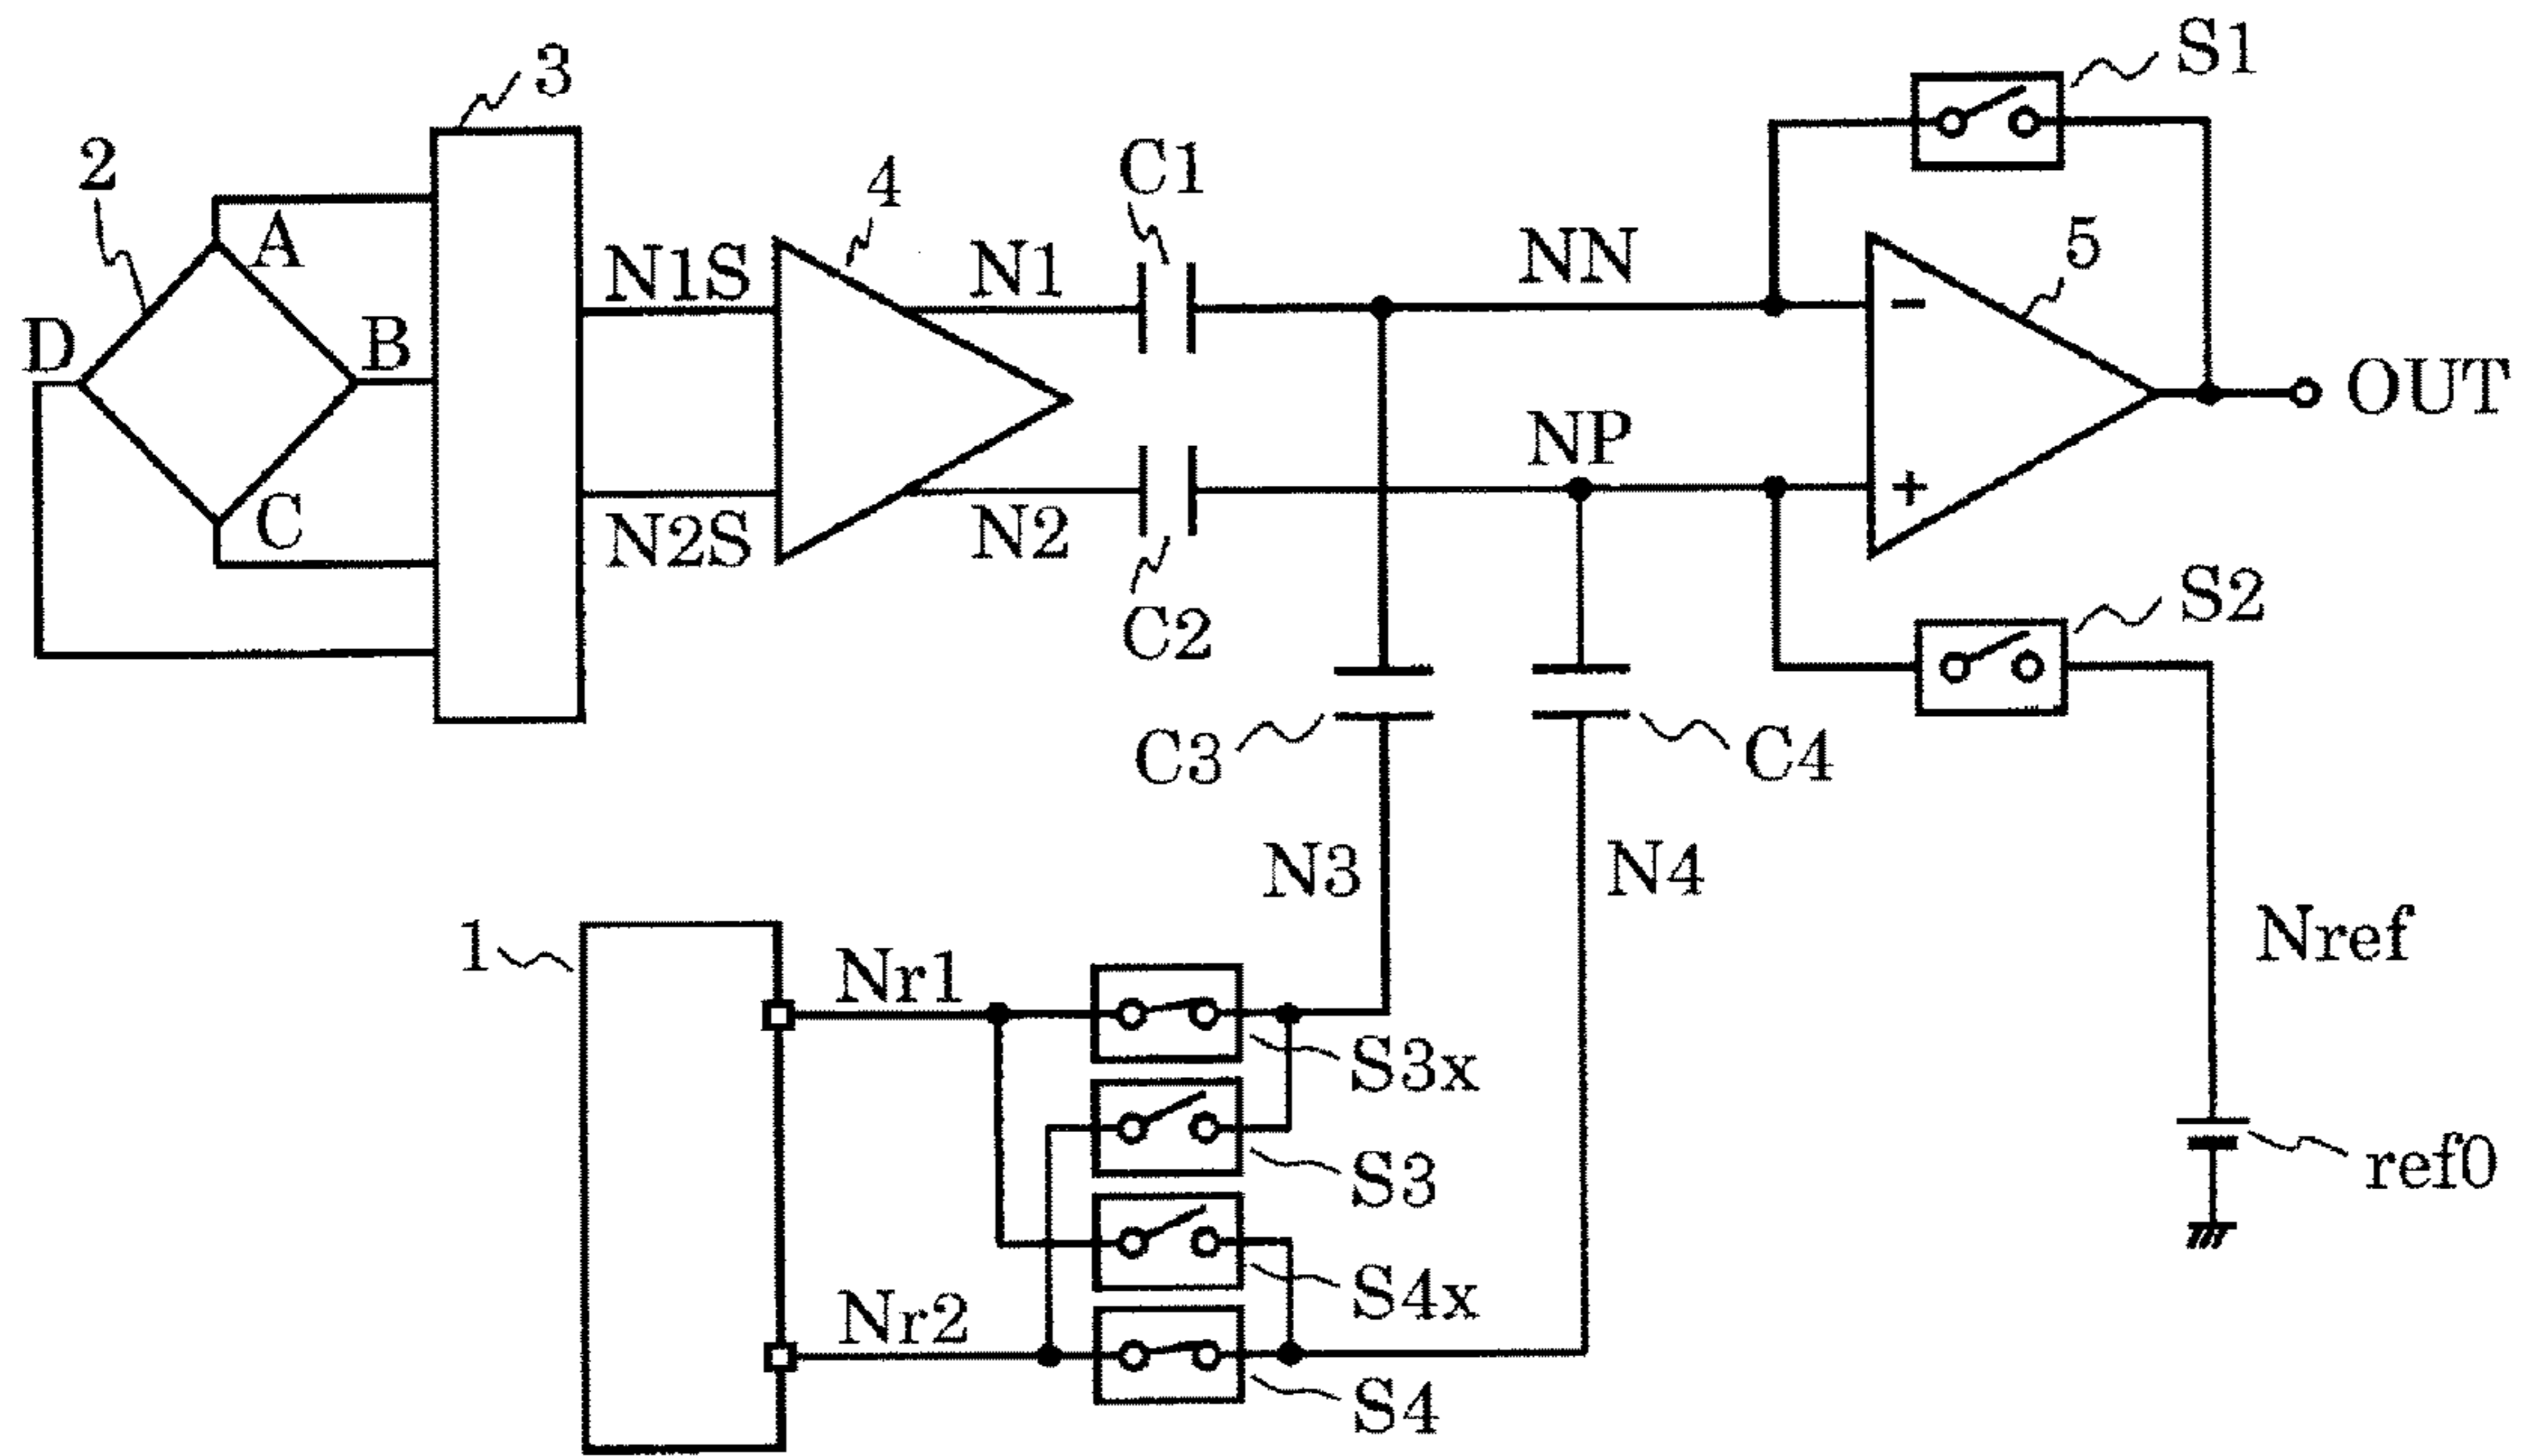 S1
3
2
4
C1
A
N1S
N1
NN
5
D
B
OUT
NP
C
N2S
N2
C2
S2
C3
C4
N3
N4
1
Nr1
Nref
S3x
ref0
S3
Nr2
S4x
S4
-
+